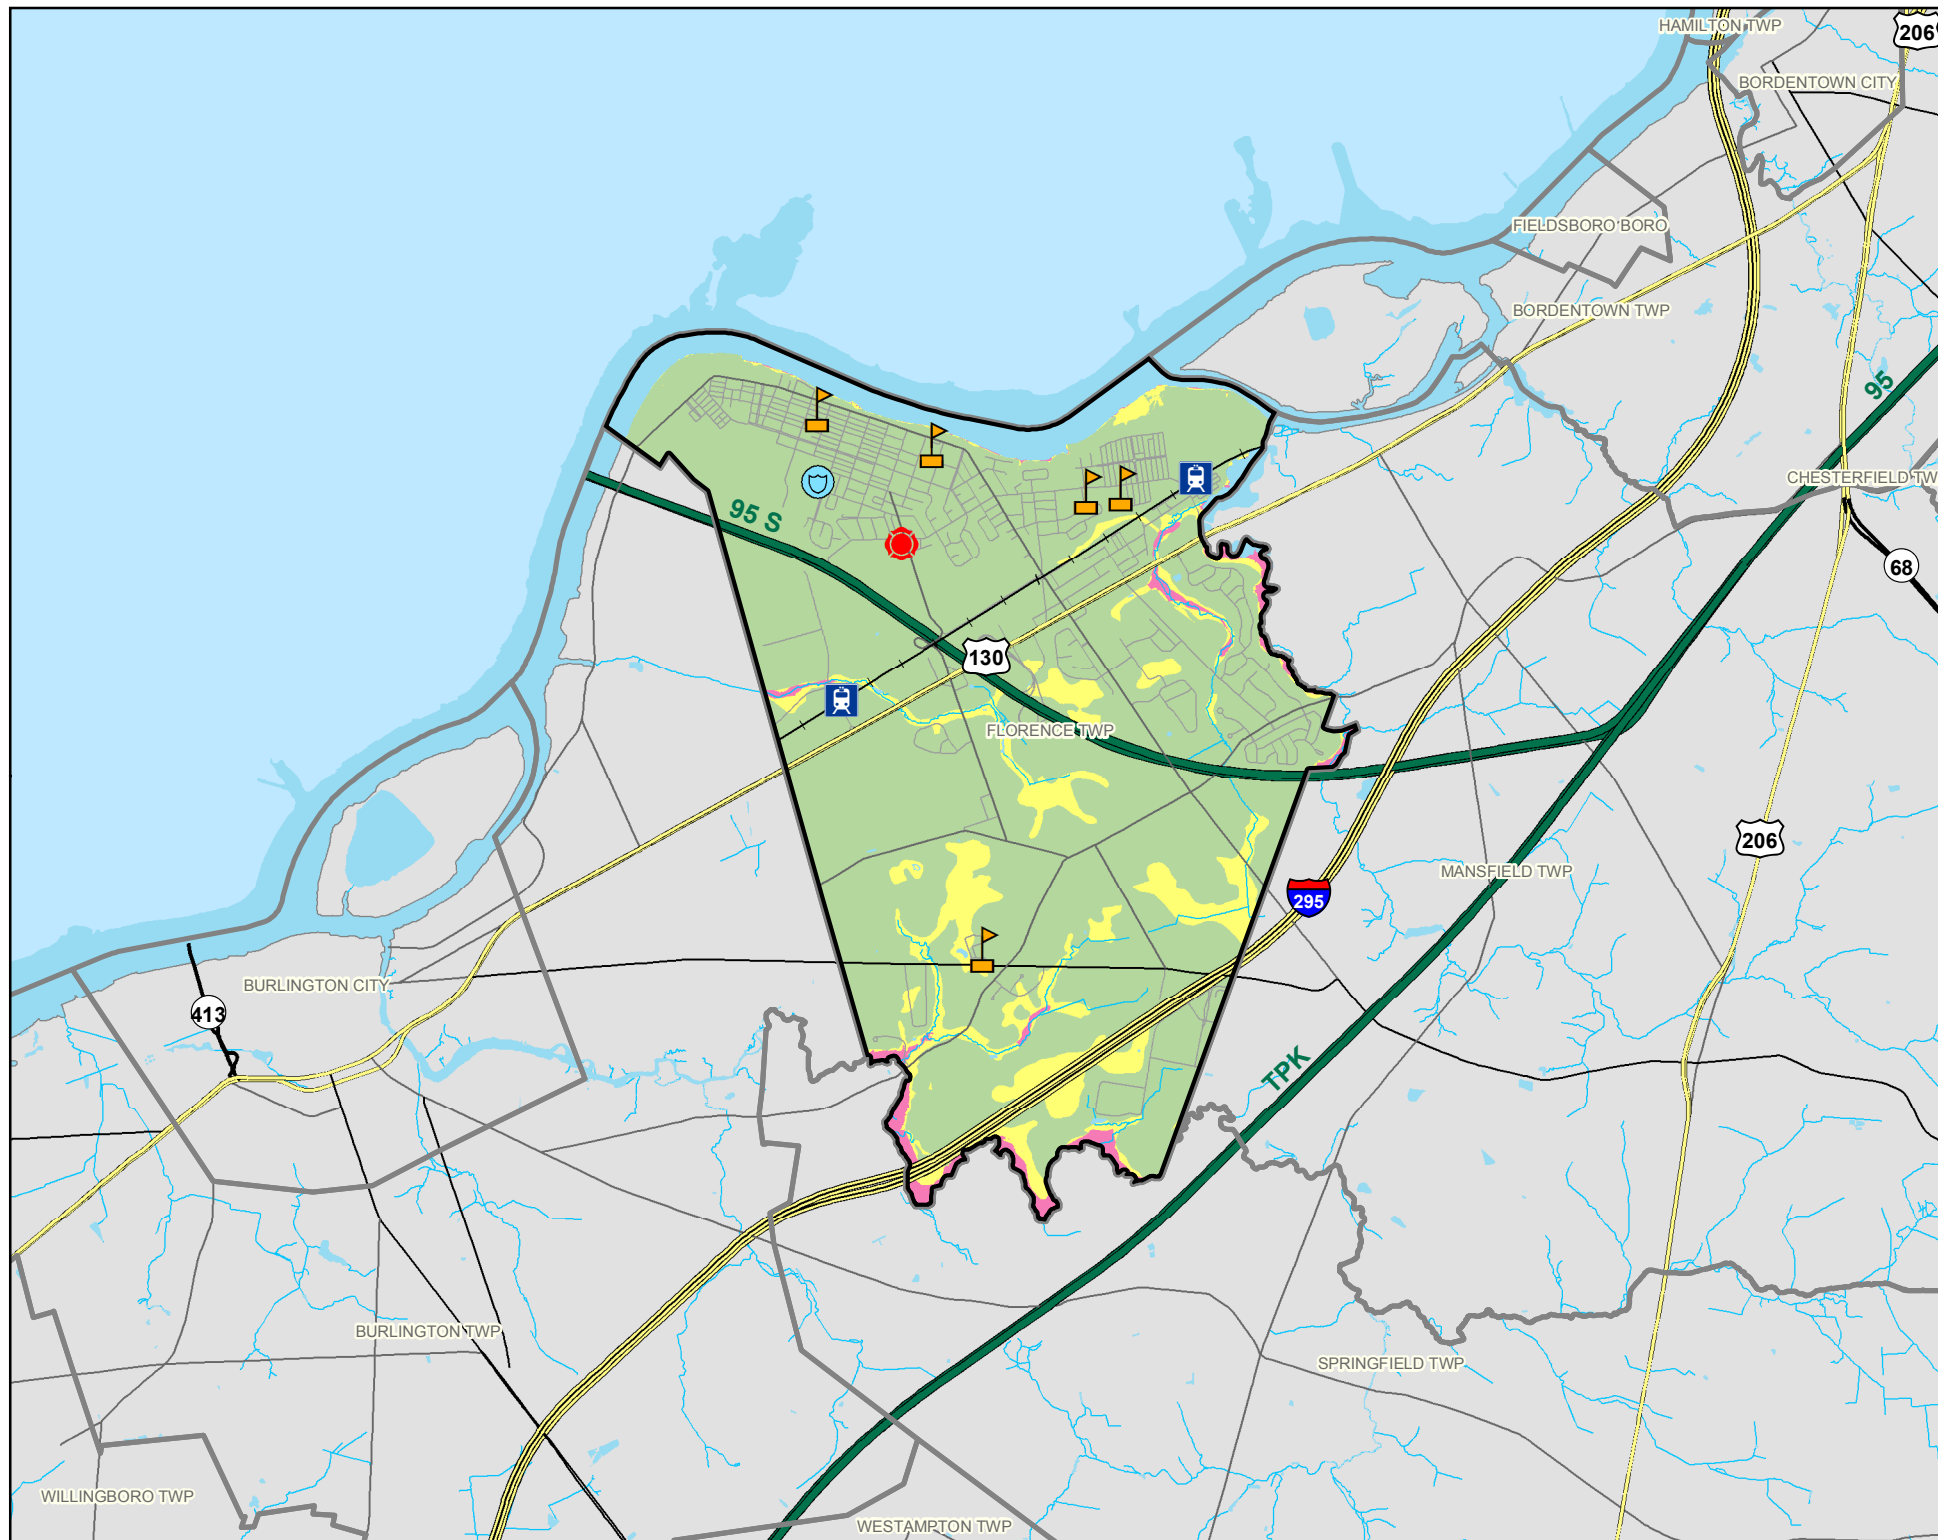 HAMILTON TWP
206
BORDENTOWN CITY
FIELDSBORO BORO
BORDENTOWN TWP
95
CHESTERFIELD TW
95 S
68
130
FLORENCE TWP
206
MANSFIELD TWP
295
BURLINGTON CITY
413
TPK
BURLINGTON TWP
SPRINGFIELD TWP
WILLINGBORO TWP
WESTAMPTON TWP